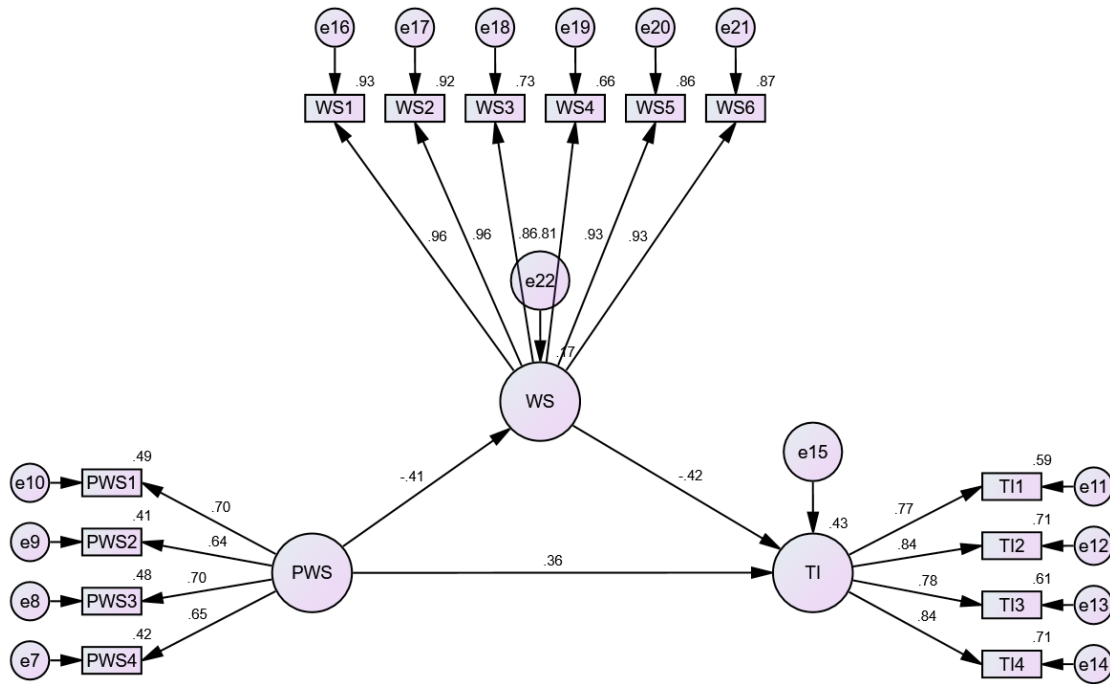 e16 e17 e18 e19 e20 e21
.93 .92 .73 .66 .86 .87
WS1 WS2 WS3 WS4 WS5 WS6
.96 .96 .86 .81 .93 .93
e22
.17
WS
e15
-.41 -.42
.49 .59
e10 PWS1 TI1 e11
.70 .43 .77
.41 .71
e9 PWS2 TI2 e12
.64 .84
PWS .36 TI
.48 .70 .78 .61
e8 PWS3 TI3 e13
.65 .84
.42 .71
e7 PWS4 TI4 e14